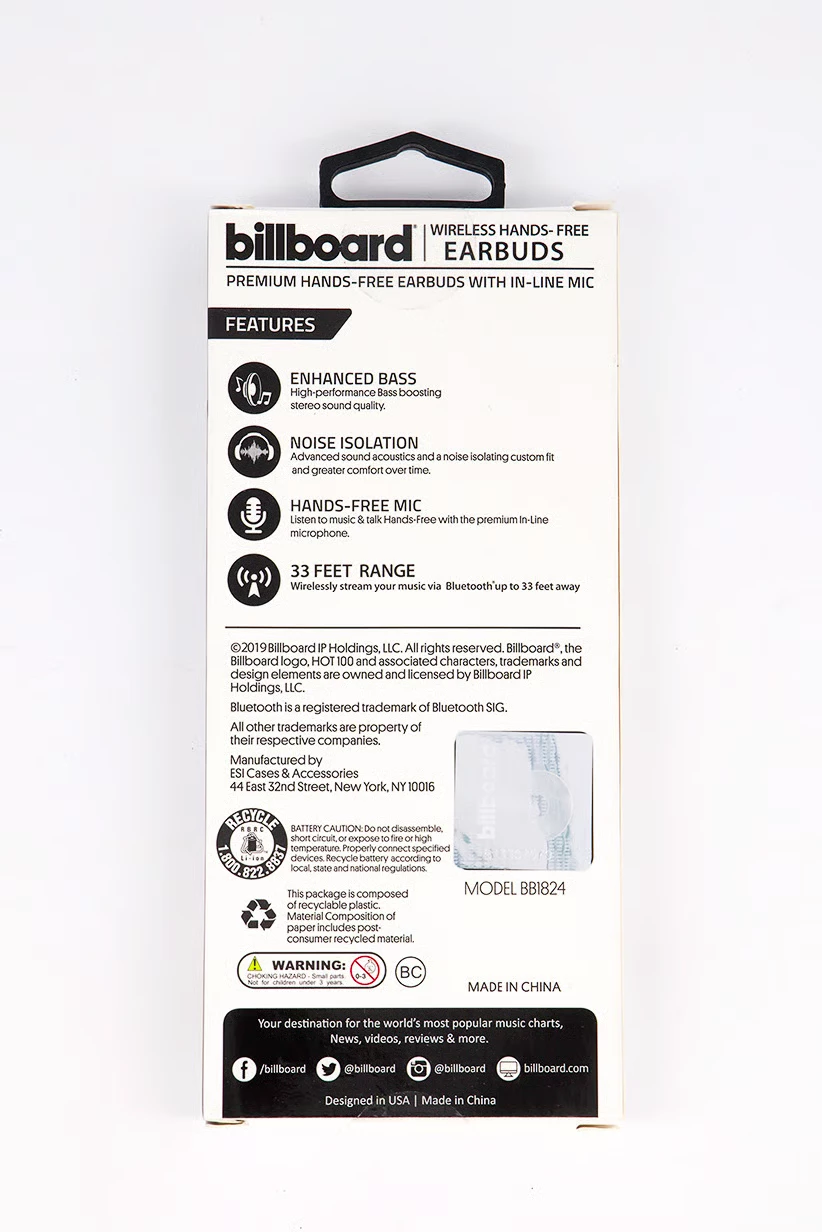 billboard® | WIRELESS HANDS- FREE
EARBUDS
PREMIUM HANDS-FREE EARBUDS WITH IN-LINE MIC
FEATURES
ENHANCED BASS
High-performance Bass boosting
stereo sound quality.
NOISE ISOLATION
Advanced sound acoustics and a noise isolating custom fit
and greater comfort over time.
HANDS-FREE MIC
Listen to music & talk Hands-Free with the premium In-Line
microphone.
33 FEET RANGE
Wirelessly stream your music via Bluetooth® up to 33 feet away
©2019 Billboard IP Holdings, LLC. All rights reserved. Billboard®, the
Billboard logo, HOT 100 and associated characters, trademarks and
design elements are owned and licensed by Billboard IP
Holdings, LLC.
Bluetooth is a registered trademark of Bluetooth SIG.
All other trademarks are property of
their respective companies.
Manufactured by
ESI Cases & Accessories
44 East 32nd Street, New York, NY 10016
billboard
RECYCLE
RBRC
Li-ion
1.800.822.8837
BATTERY CAUTION: Do not disassemble,
short circuit, or expose to fire or high
temperature. Properly connect specified
devices. Recycle battery according to
local, state and national regulations.
MODEL BB1824
This package is composed
of recyclable plastic.
Material Composition of
paper includes post-
consumer recycled material.
WARNING:
CHOKING HAZARD - Small parts.
Not for children under 3 years.
0-3
BC
MADE IN CHINA
Your destination for the world's most popular music charts,
News, videos, reviews & more.
/billboard @billboard @billboard billboard.com
Designed in USA | Made in China